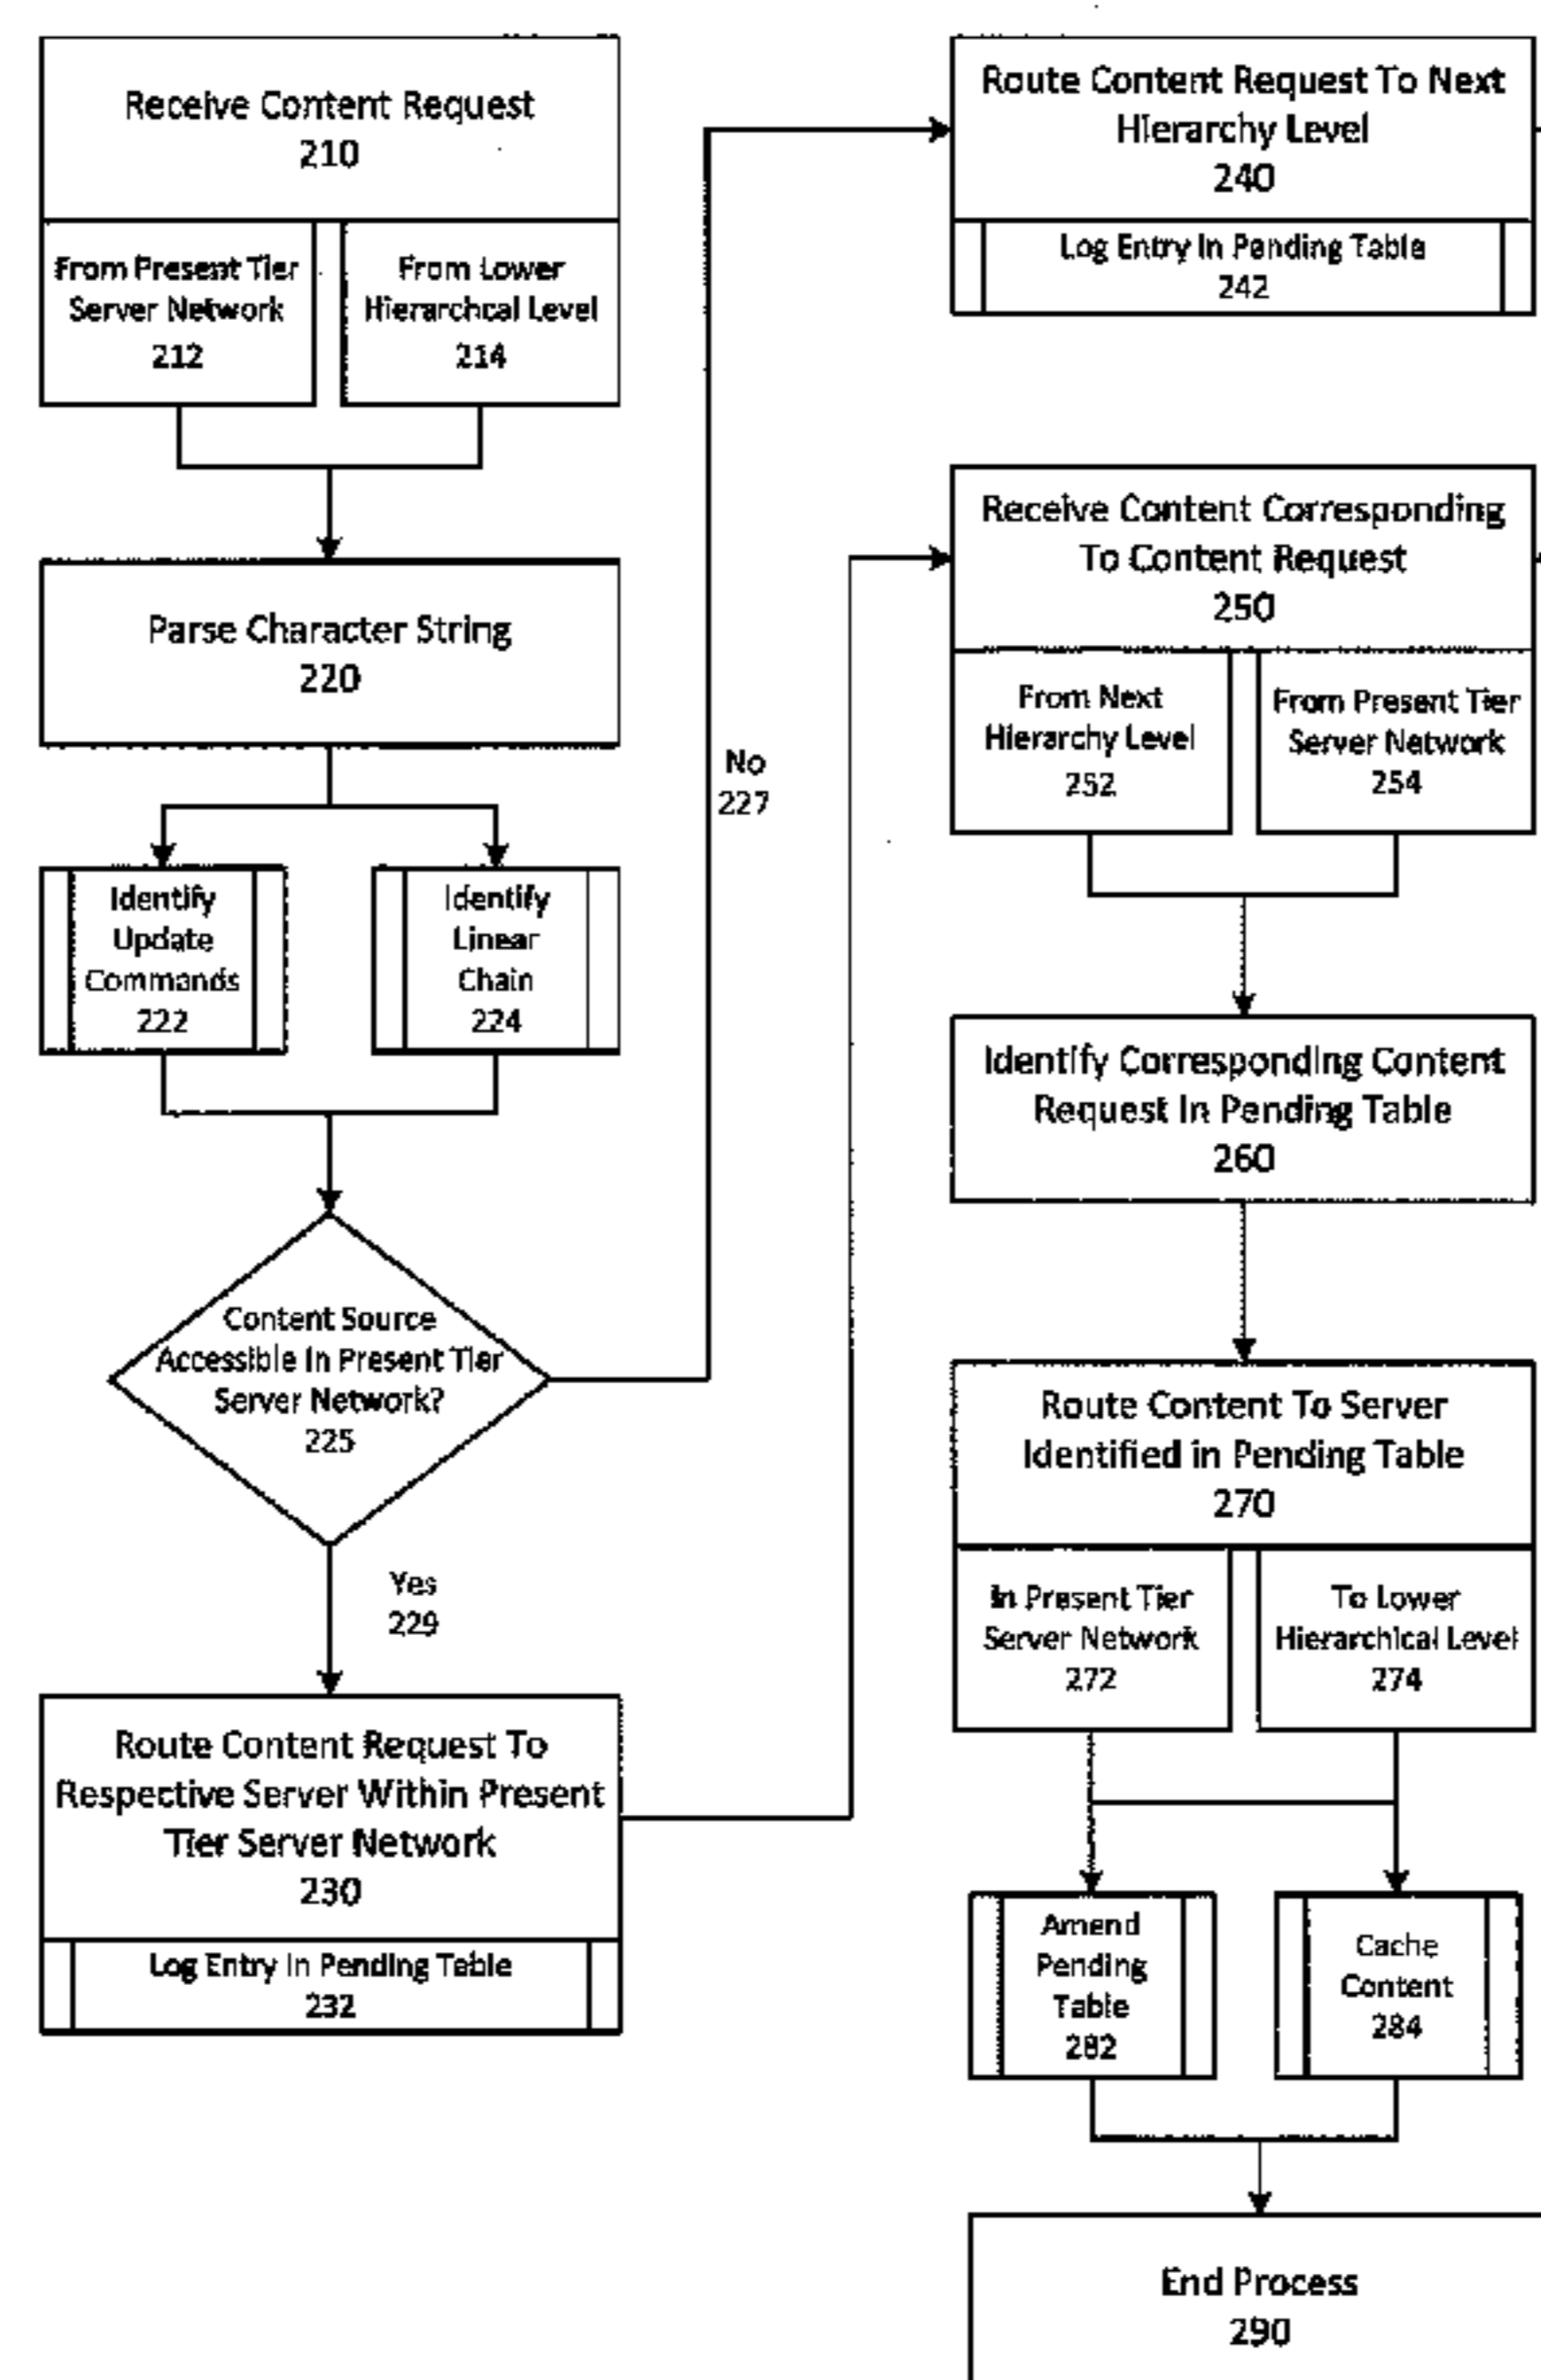 Receive Content Request
210
From Present Tier
Server Network
212
From Lower
Hierarchcal Level
214
Parse Character String
220
Identify
Update
Commands
222
Identify
Linear
Chain
224
Content Source
Accessible In Present Tier
Server Network?
225
No
227
Yes
229
Route Content Request To
Respective Server Within Present
Tier Server Network
230
Log Entry In Pending Table
232
Route Content Request To Next
Hierarchy Level
240
Log Entry In Pending Table
242
Receive Content Corresponding
To Content Request
250
From Next
Hierarchy Level
252
From Present Tier
Server Network
254
Identify Corresponding Content
Request In Pending Table
260
Route Content To Server
Identified in Pending Table
270
In Present Tier
Server Network
272
To Lower
Hierarchical Level
274
Amend
Pending
Table
282
Cache
Content
284
End Process
290